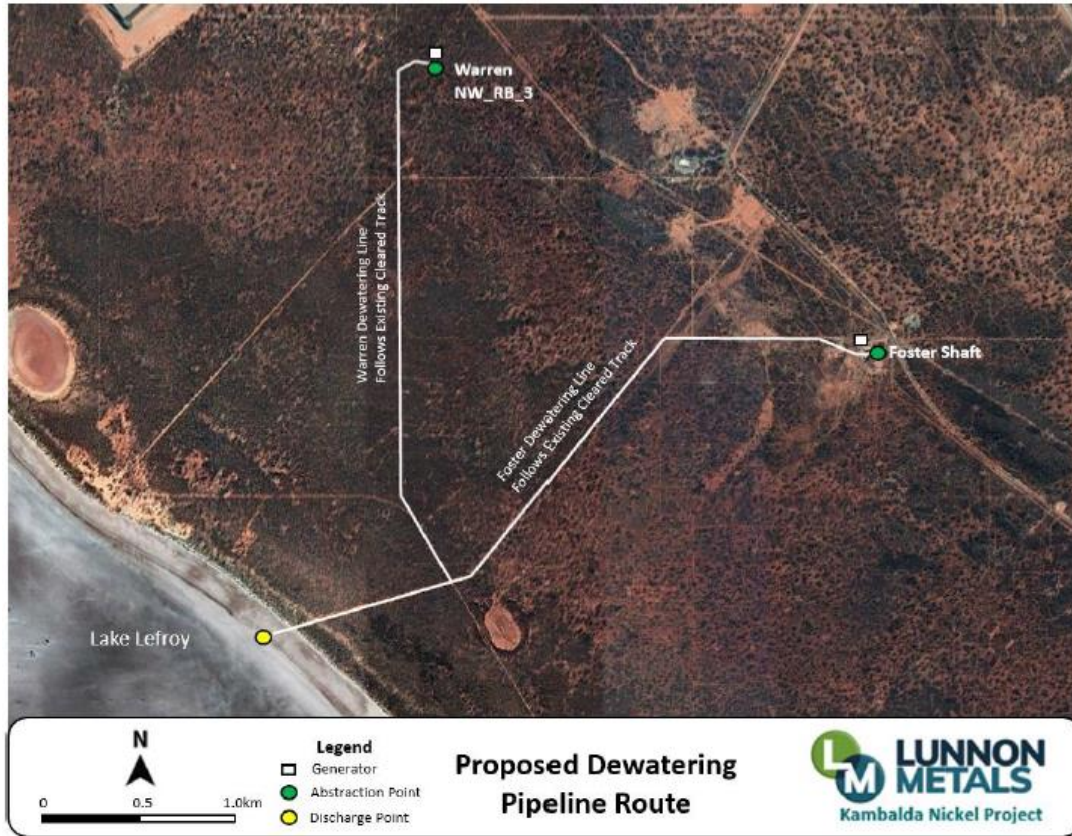 Warren
NW_RB_3
Warren Dewatering Line
Follows Existing Cleared Track
Foster Dewatering Line
Follows Existing Cleared Track
Foster Shaft
Lake Lefroy
N
0 0.5 1.0km
Legend
Generator
Abstraction Point
Discharge Point
Proposed Dewatering
Pipeline Route
LM
LUNNON
METALS
Kambalda Nickel Project